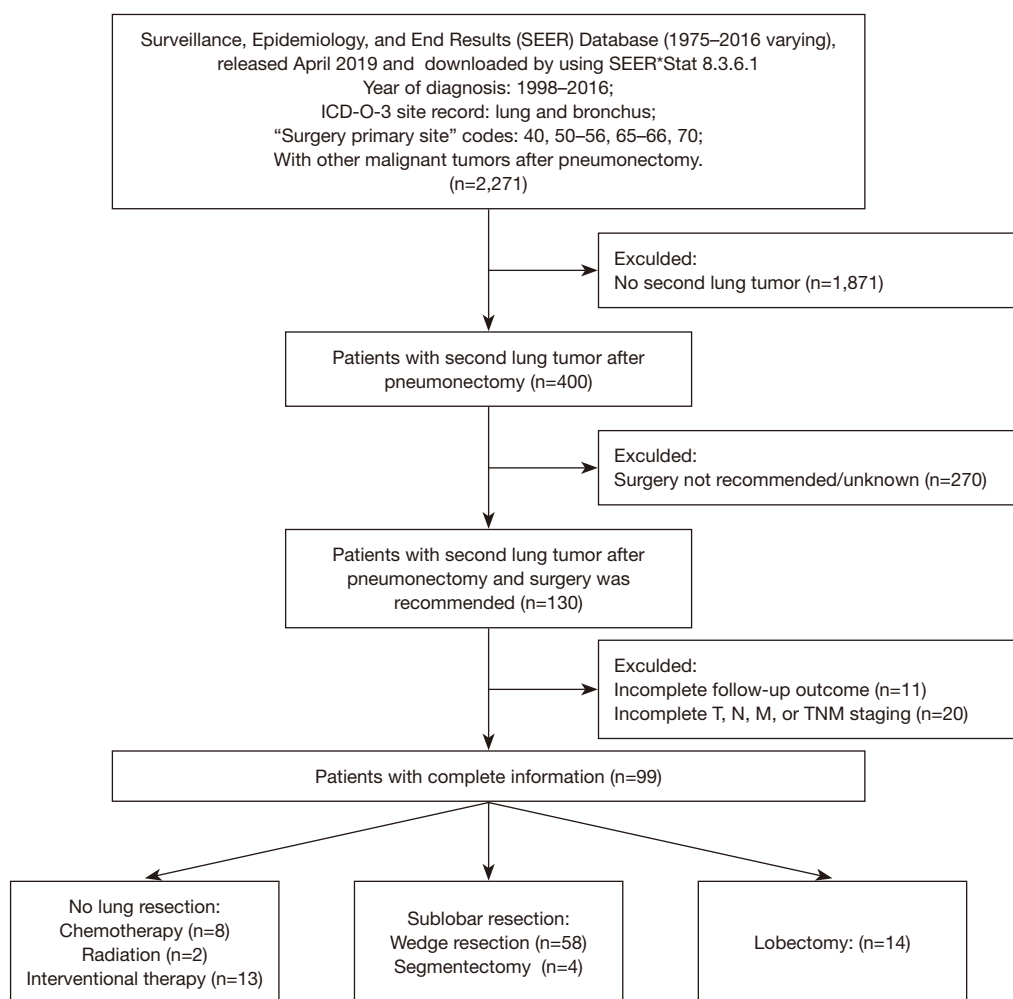 Surveillance, Epidemiology, and End Results (SEER) Database (1975–2016 varying),
released April 2019 and downloaded by using SEER*Stat 8.3.6.1
Year of diagnosis: 1998–2016;
ICD-O-3 site record: lung and bronchus;
“Surgery primary site” codes: 40, 50–56, 65–66, 70;
With other malignant tumors after pneumonectomy.
(n=2,271)
Exculded:
No second lung tumor (n=1,871)
Patients with second lung tumor after
pneumonectomy (n=400)
Exculded:
Surgery not recommended/unknown (n=270)
Patients with second lung tumor after
pneumonectomy and surgery was
recommended (n=130)
Exculded:
Incomplete follow-up outcome (n=11)
Incomplete T, N, M, or TNM staging (n=20)
Patients with complete information (n=99)
No lung resection:
Chemotherapy (n=8)
Radiation (n=2)
Interventional therapy (n=13)
Sublobar resection:
Wedge resection (n=58)
Segmentectomy (n=4)
Lobectomy: (n=14)